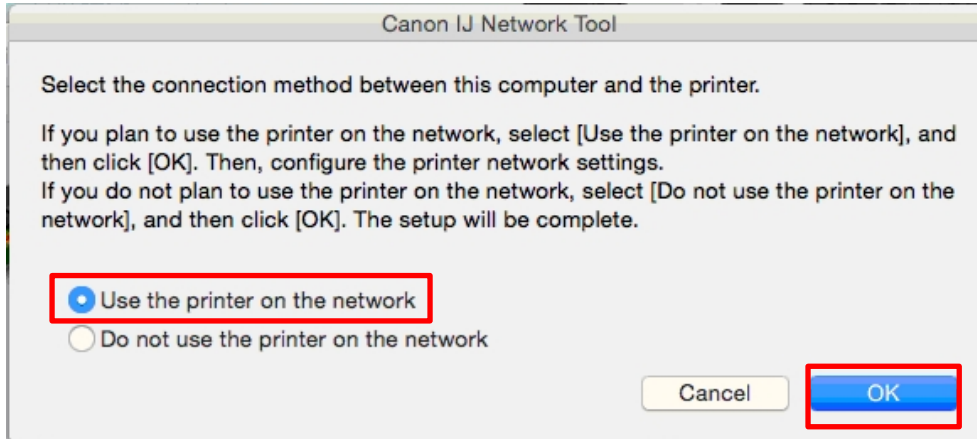 Canon IJ Network Tool
Select the connection method between this computer and the printer.
If you plan to use the printer on the network, select [Use the printer on the network], and
then click [OK]. Then, configure the printer network settings.
If you do not plan to use the printer on the network, select [Do not use the printer on the
network], and then click [OK]. The setup will be complete.
Use the printer on the network
Do not use the printer on the network
Cancel
OK